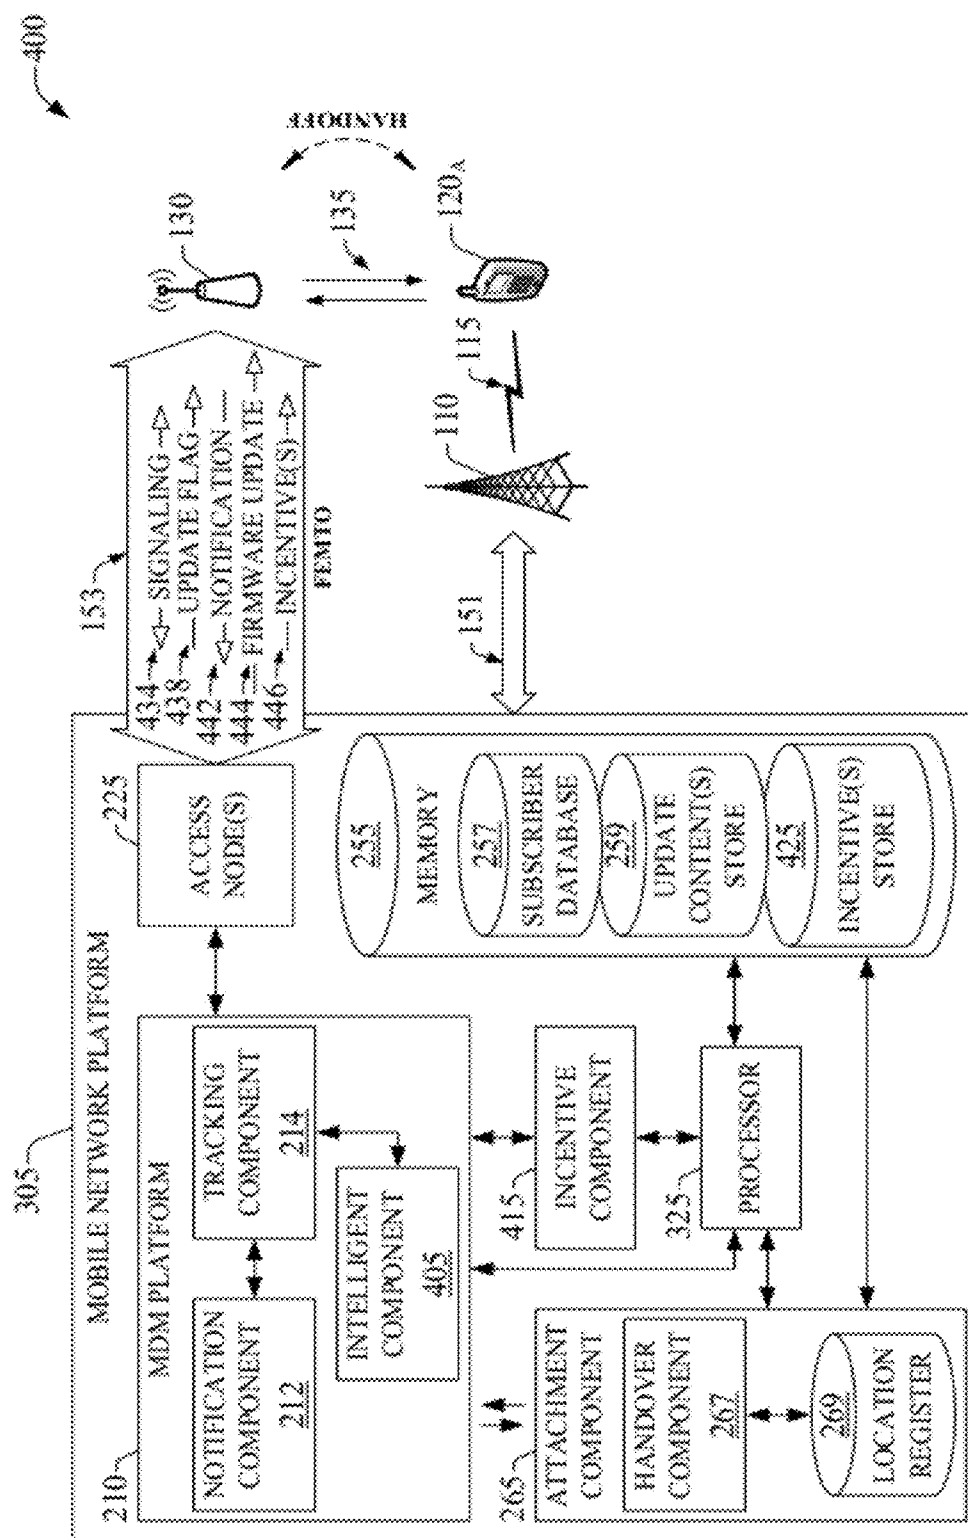 400
305
MOBILE NETWORK PLATFORM
210
MDM PLATFORM
NOTIFICATION
COMPONENT
212
TRACKING
COMPONENT
214
INTELLIGENT
COMPONENT
405
225
ACCESS
NODE(S)
153
434
SIGNALING
438
UPDATE FLAG
442
NOTIFICATION
444
FIRMWARE UPDATE
446
INCENTIVE(S)
FEMTO
130
135
HANDOFF
120A
115
110
151
265
ATTACHMENT
COMPONENT
HANDOVER
COMPONENT
267
269
LOCATION
REGISTER
415
INCENTIVE
COMPONENT
325
PROCESSOR
255
MEMORY
257
SUBSCRIBER
DATABASE
259
UPDATE
CONTENT(S)
STORE
425
INCENTIVE(S)
STORE